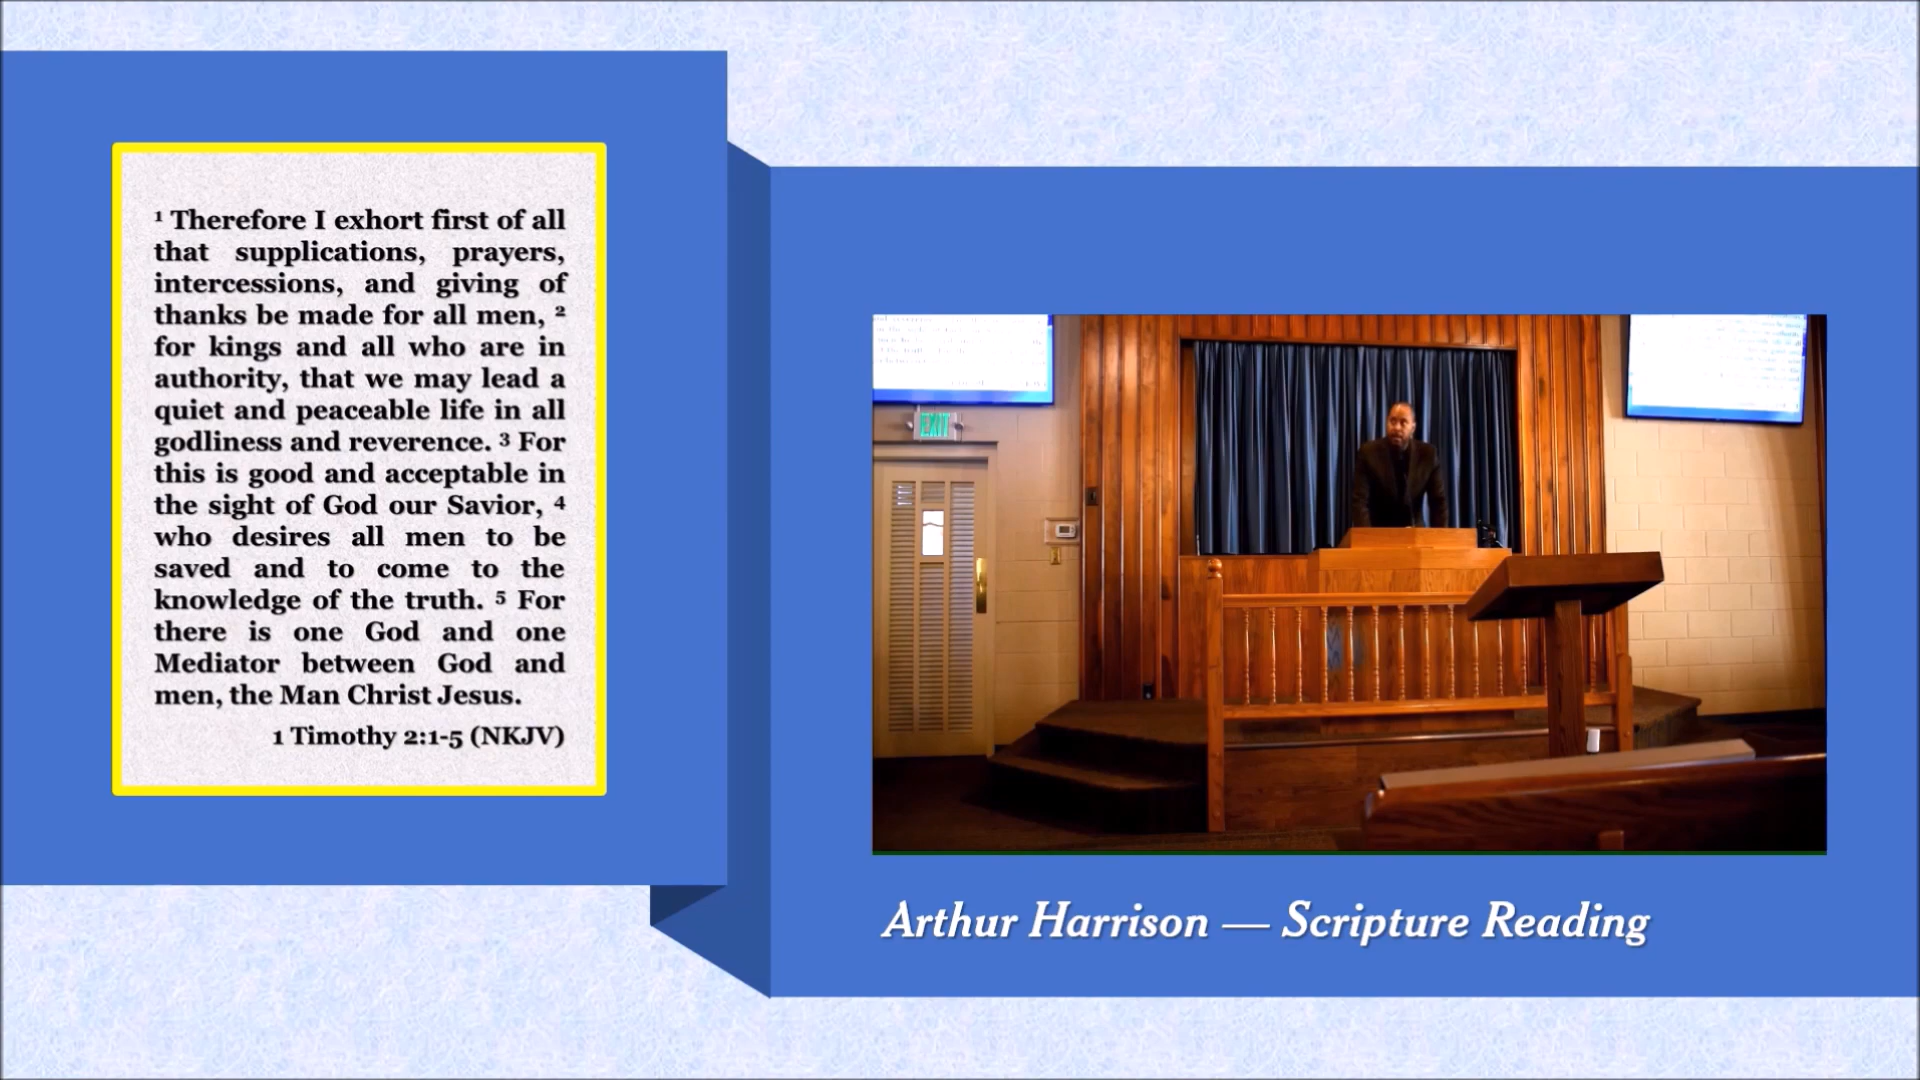 ¹ Therefore I exhort first of all
that supplications, prayers,
intercessions, and giving of
thanks be made for all men, ²
for kings and all who are in
authority, that we may lead a
quiet and peaceable life in all
godliness and reverence. ³ For
this is good and acceptable in
the sight of God our Savior, ⁴
who desires all men to be
saved and to come to the
knowledge of the truth. ⁵ For
there is one God and one
Mediator between God and
men, the Man Christ Jesus.
1 Timothy 2:1-5 (NKJV)
EXIT
Arthur Harrison — Scripture Reading